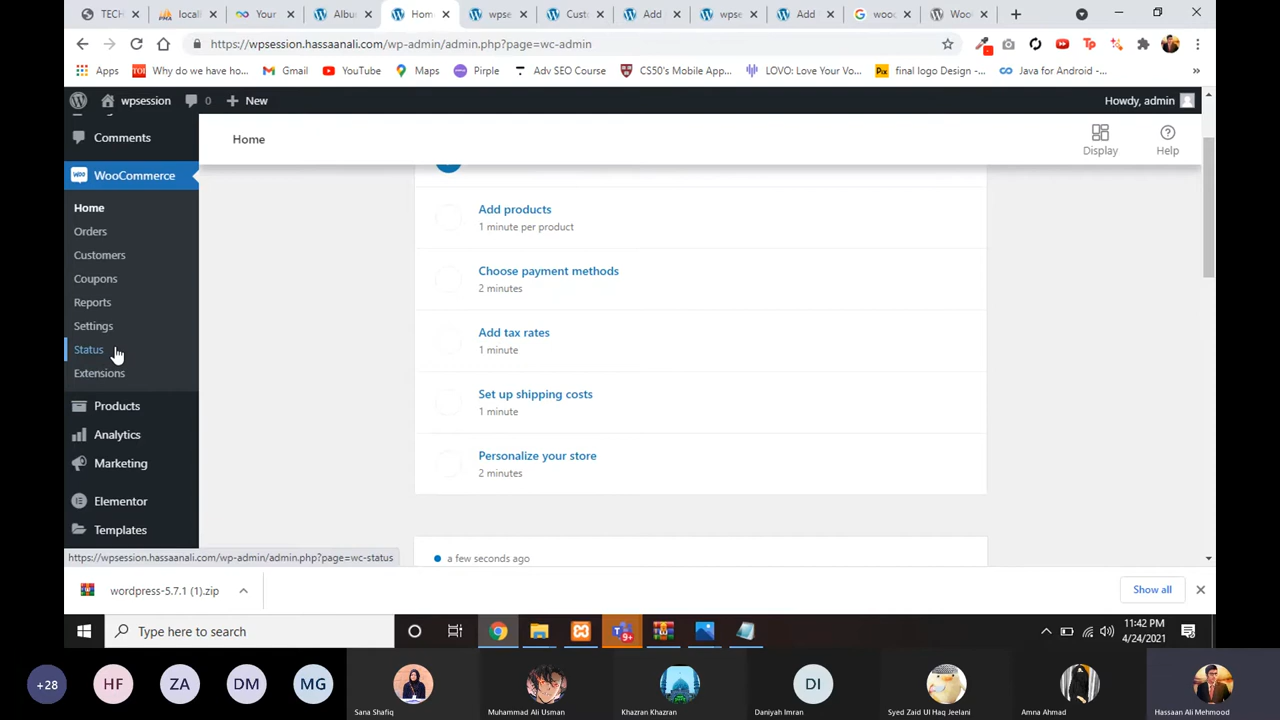 TECH
locall
Your
Albu
Hom
wpse
Cust
Add
wpse
Add
wooc
Woo
https://wpsession.hassaanali.com/wp-admin/admin.php?page=wc-admin
Apps
Why do we have ho...
Gmail
YouTube
Maps
Pirple
Adv SEO Course
CS50's Mobile App...
LOVO: Love Your Vo...
final logo Design -...
Java for Android -...
wpsession
0
New
Howdy, admin
Comments
Home
Display
Help
WooCommerce
Home
Orders
Customers
Coupons
Reports
Settings
Status
Extensions
Products
Analytics
Marketing
Elementor
Templates
Add products
1 minute per product
Choose payment methods
2 minutes
Add tax rates
1 minute
Set up shipping costs
1 minute
Personalize your store
2 minutes
a few seconds ago
https://wpsession.hassaanali.com/wp-admin/admin.php?page=wc-status
wordpress-5.7.1 (1).zip
Show all
Type here to search
9+
11:42 PM
4/24/2021
+28
HF
ZA
DM
MG
DI
Sana Shafiq
Muhammad Ali Usman
Khazran Khazran
Daniyah Imran
Syed Zaid Ul Haq Jeelani
Amna Ahmad
Hassaan Ali Mehmood